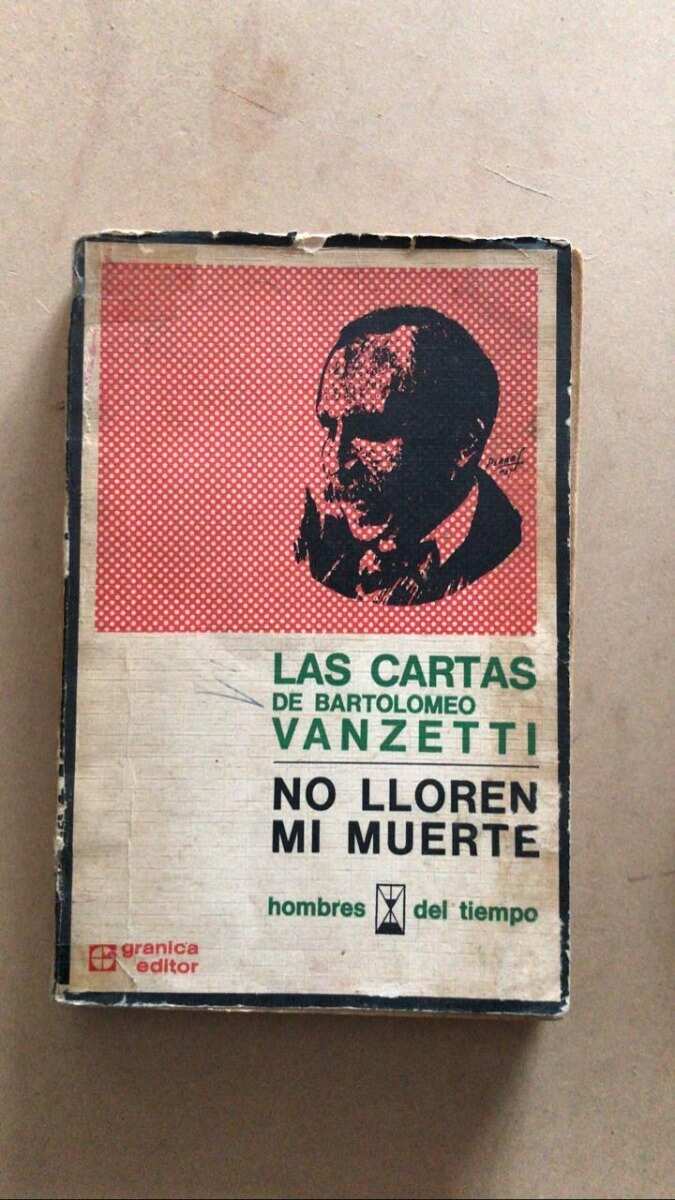 LAS CARTAS
DE BARTOLOMEO
VANZETTI
NO LLOREN
MI MUERTE
hombres del tiempo
granica
editor